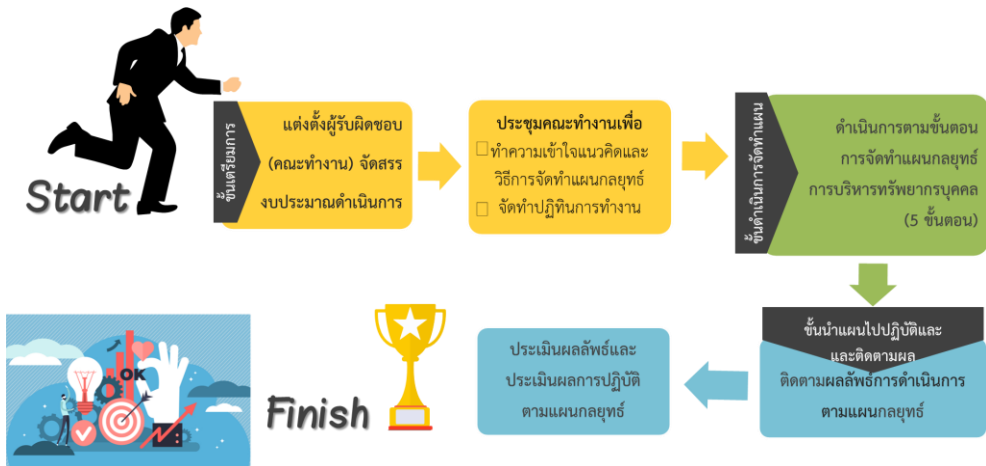 Start
ขั้นเตรียมการ
แต่งตั้งผู้รับผิดชอบ
(คณะทำงาน) จัดสรร
งบประมาณดำเนินการ
ประชุมคณะทำงานเพื่อ
□ทำความเข้าใจแนวคิดและ
วิธีการจัดทำแผนกลยุทธ์
□ จัดทำปฏิทินการทำงาน
ขั้นดำเนินการจัดทำแผน
ดำเนินการตามขั้นตอน
การจัดทำแผนกลยุทธ์
การบริหารทรัพยากรบุคคล
(5 ขั้นตอน)
ขั้นนำแผนไปปฏิบัติและ
และติดตามผล
ติดตามผลลัพธ์การดำเนินการ
ตามแผนกลยุทธ์
ประเมินผลลัพธ์และ
ประเมินผลการปฏิบัติ
ตามแผนกลยุทธ์
Finish
OK